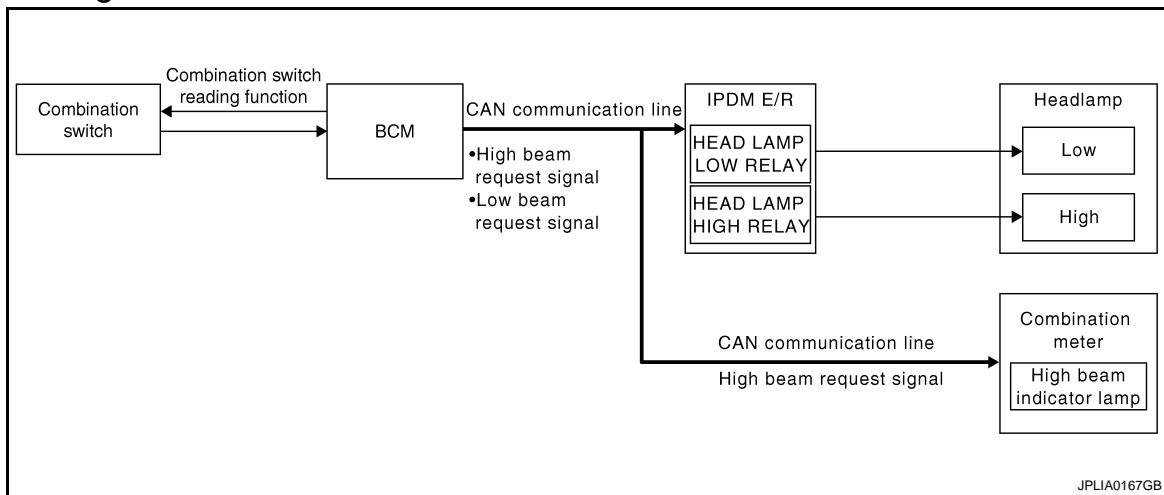 Combination
switch
Combination switch
reading function
BCM
CAN communication line
•High beam
request signal
•Low beam
request signal
IPDM E/R
HEAD LAMP
LOW RELAY
HEAD LAMP
HIGH RELAY
Headlamp
Low
High
CAN communication line
High beam request signal
Combination
meter
High beam
indicator lamp
JPLIA0167GB